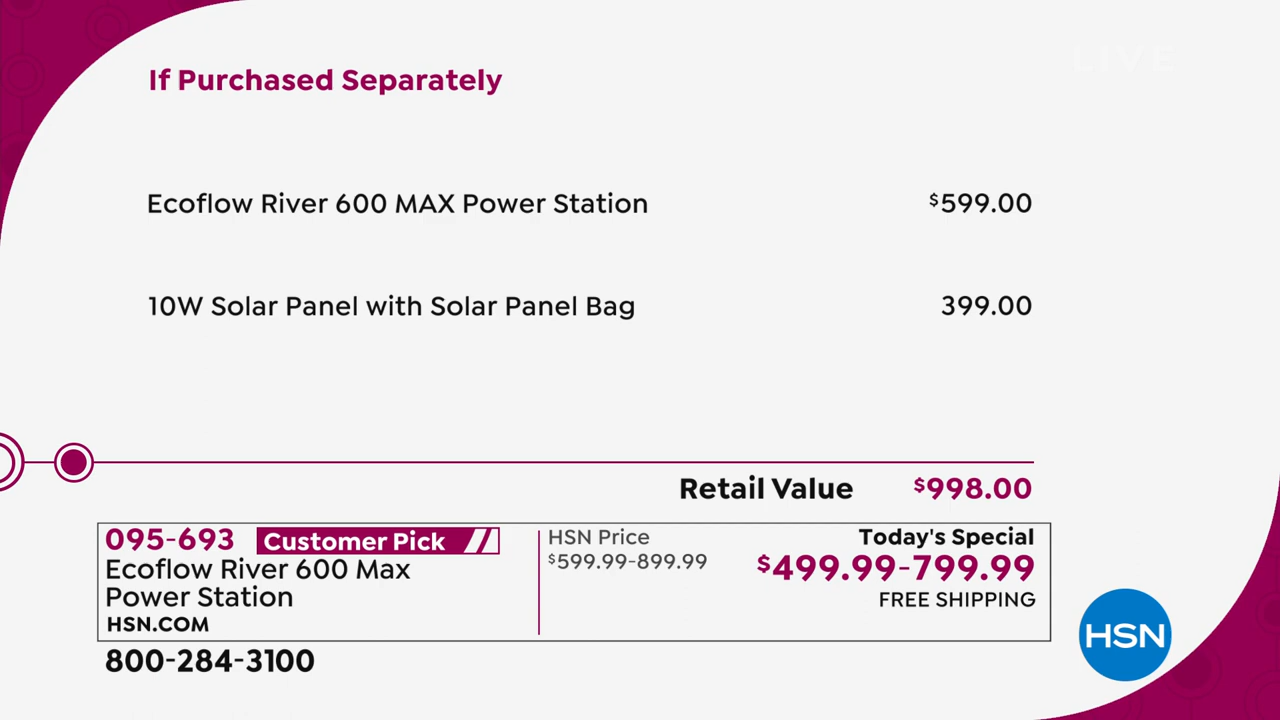 LIVE
If Purchased Separately
Ecoflow River 600 MAX Power Station $599.00
10W Solar Panel with Solar Panel Bag 399.00
Retail Value $998.00
095-693 Customer Pick
Ecoflow River 600 Max
Power Station
HSN.COM
HSN Price
$599.99-899.99
Today's Special
$499.99-799.99
FREE SHIPPING
800-284-3100
HSN